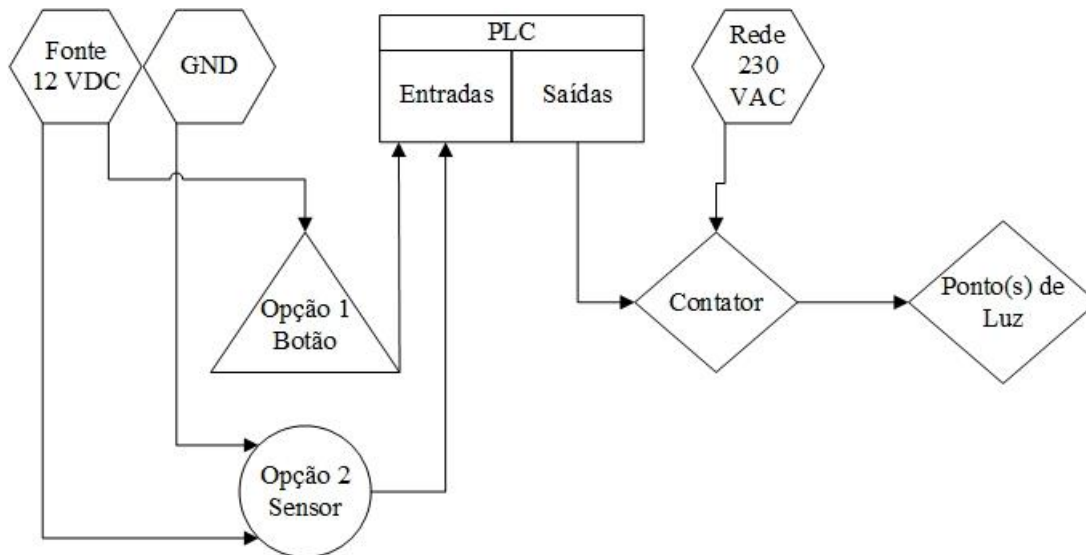 Fonte
12 VDC
GND
PLC
Entradas
Saídas
Rede
230
VAC
Opção 1
Botão
Contator
Ponto(s) de
Luz
Opção 2
Sensor